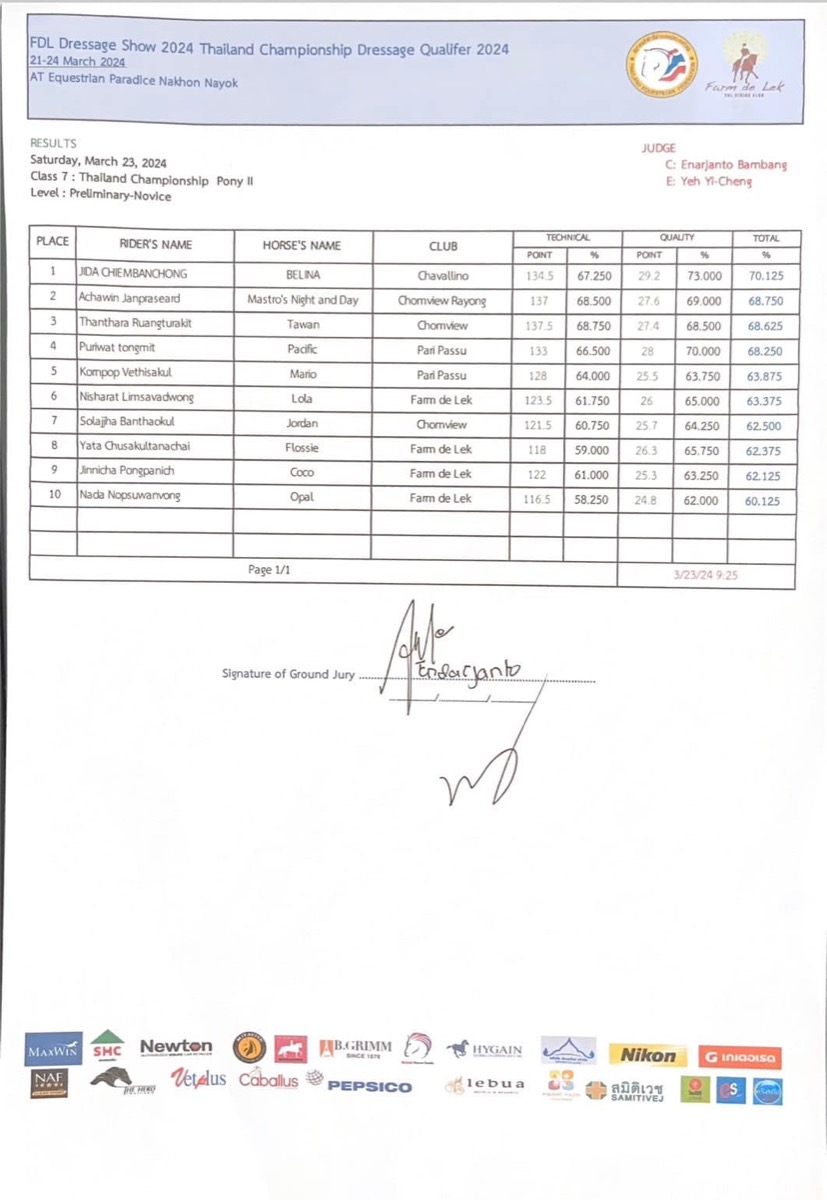 FDL Dressage Show 2024 Thailand Championship Dressage Qualifer 2024
21-24 March 2024
AT Equestrian Paradice Nakhon Nayok
Farm de Lek
RESULTS
Saturday, March 23, 2024
Class 7 : Thailand Championship Pony II
Level : Preliminary-Novice
JUDGE
C: Enarjanto Bambang
E: Yeh Yi-Cheng
PLACE RIDER'S NAME HORSE'S NAME CLUB TECHNICAL QUALITY TOTAL
POINT % POINT % %
1 JIDA CHIEMBANCHONG BELINA Chavallino 134.5 67.250 29.2 73.000 70.125
2 Achawin Janpraseard Mastro's Night and Day Chomview Rayong 137 68.500 27.6 69.000 68.750
3 Thanthara Ruangturakit Tawan Chomview 137.5 68.750 27.4 68.500 68.625
4 Puriwat tongmit Pacific Pari Passu 133 66.500 28 70.000 68.250
5 Kompop Vethisakul Mario Pari Passu 128 64.000 25.5 63.750 63.875
6 Nisharat Limsavadwong Lola Farm de Lek 123.5 61.750 26 65.000 63.375
7 Solajha Banthaokul Jordan Chomview 121.5 60.750 25.7 64.250 62.500
8 Yata Chusakultanachai Flossie Farm de Lek 118 59.000 26.3 65.750 62.375
9 Jinnicha Pongpanich Coco Farm de Lek 122 61.000 25.3 63.250 62.125
10 Nada Nopsuwanvong Opal Farm de Lek 116.5 58.250 24.8 62.000 60.125
Page 1/1 3/23/24 9:25
Signature of Ground Jury
Endarjanto
MAXWIN SHC Newton B.GRIMM SINCE 1878 HYGAIN Nikon
NAF THE HERO Vetplus Caballus PEPSICO lebua สมิติเวช SAMITIVEJ eS